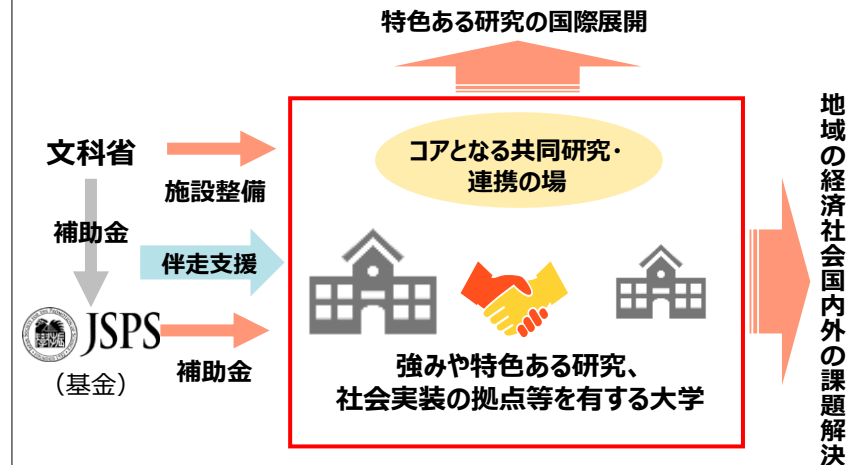 特色ある研究の国際展開
文科省
施設整備
補助金
伴走支援
JSPS
（基金）
補助金
コアとなる共同研究・
連携の場
強みや特色ある研究、
社会実装の拠点等を有する大学
地域の経済社会国内外の課題解決